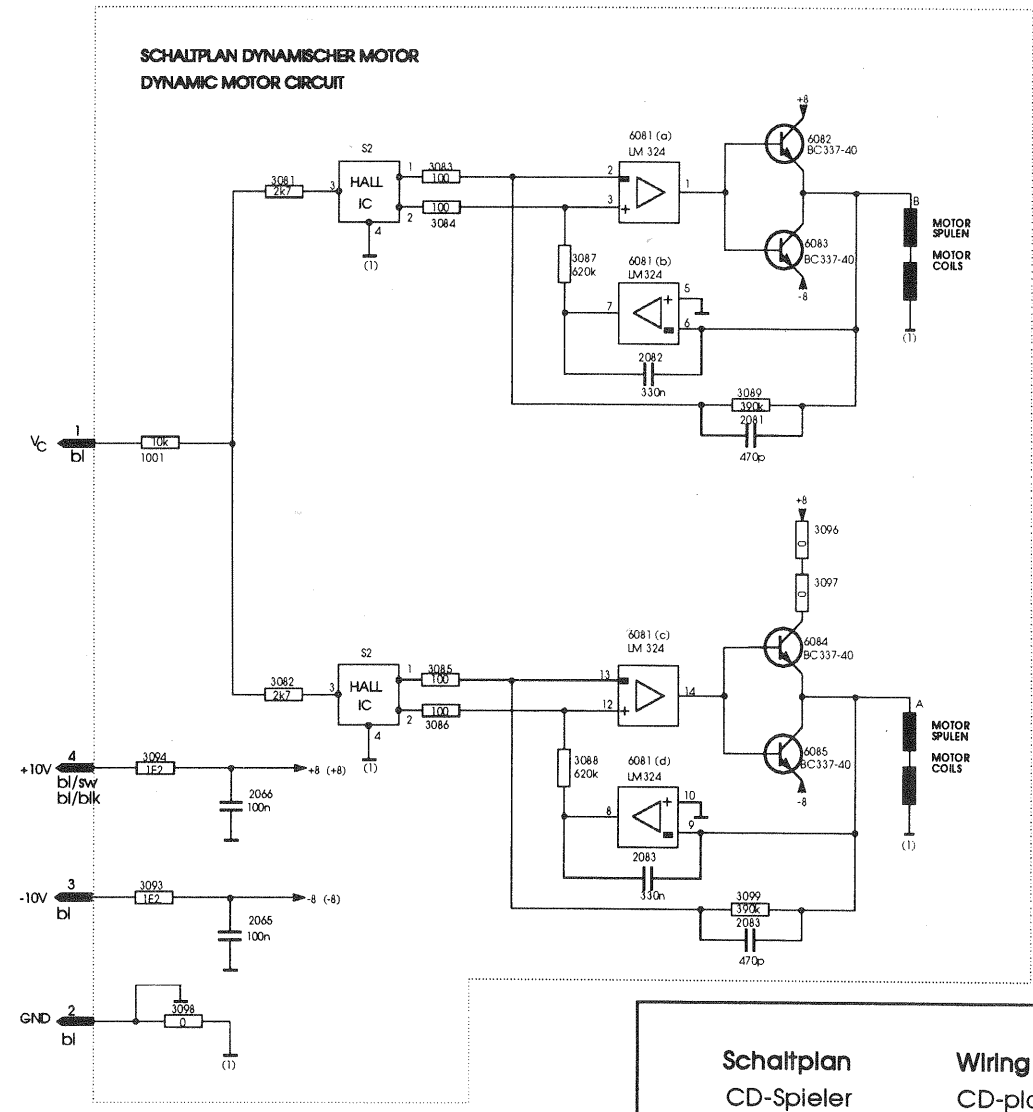 SCHALTPLAN DYNAMISCHER MOTOR
DYNAMIC MOTOR CIRCUIT
+8
6082
BC337-40
6081 (a)
LM 324
S2
HALL
IC
3
1
2
4
(1)
3081
2k7
3083
100
100
3084
2
3
+
1
6083
BC337-40
-8
B
MOTOR
SPULEN
MOTOR
COILS
(1)
3087
620k
6081 (b)
LM324
5
+
7
6
2082
330n
3089
390k
2081
470p
VC
1
bl
10k
1001
+8
3096
0
3097
0
6084
BC337-40
6081 (c)
LM 324
S2
HALL
IC
3
1
2
4
(1)
3082
2k7
3085
100
100
3086
13
12
+
14
6085
BC337-40
-8
A
MOTOR
SPULEN
MOTOR
COILS
(1)
3088
620k
6081 (d)
LM324
10
+
8
9
2083
330n
3099
390k
2083
470p
+10V
4
bl/sw
bl/blk
3094
1E2
+8 (+8)
2066
100n
-10V
3
bl
3093
1E2
-8 (-8)
2065
100n
GND
2
bl
3098
0
(1)
Schaltplan Wiring
CD-Spieler